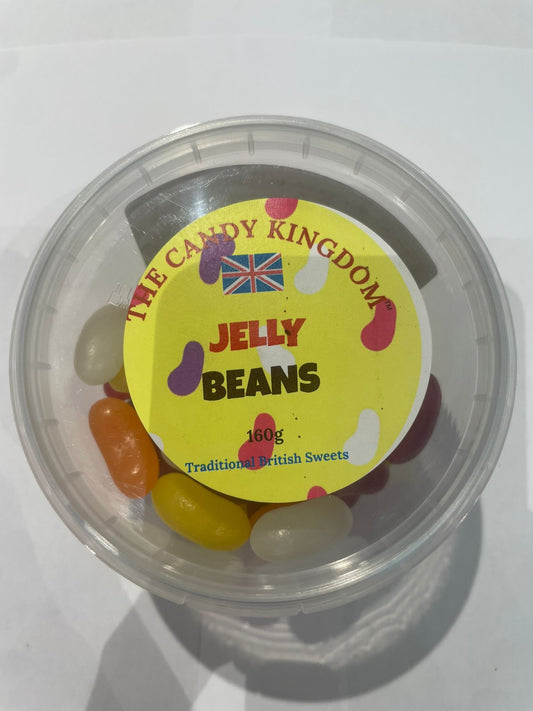 THE CANDY KINGDOM™
JELLY
BEANS
160g
Traditional British Sweets